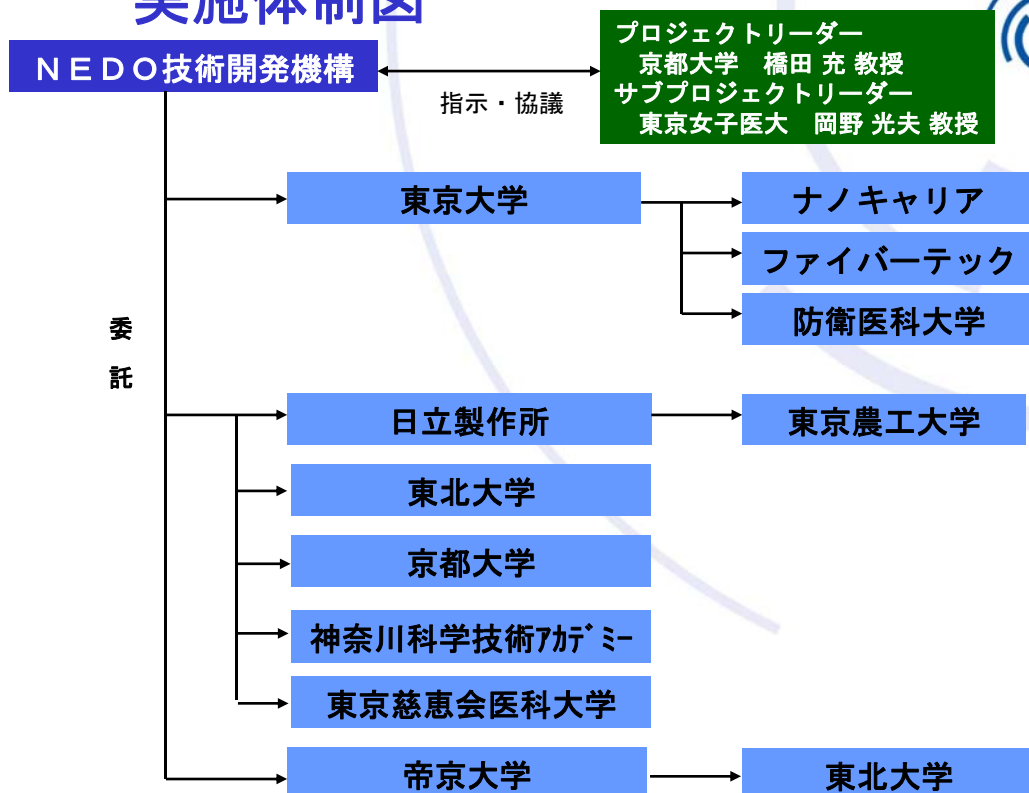 実施体制図
NEDO技術開発機構
指示・協議
プロジェクトリーダー
京都大学 橋田 充 教授
サブプロジェクトリーダー
東京女子医大 岡野 光夫 教授
委託
東京大学
ナノキャリア
ファイバーテック
防衛医科大学
日立製作所
東京農工大学
東北大学
京都大学
神奈川科学技術ｱｶﾃﾞﾐｰ
東京慈恵会医科大学
帝京大学
東北大学